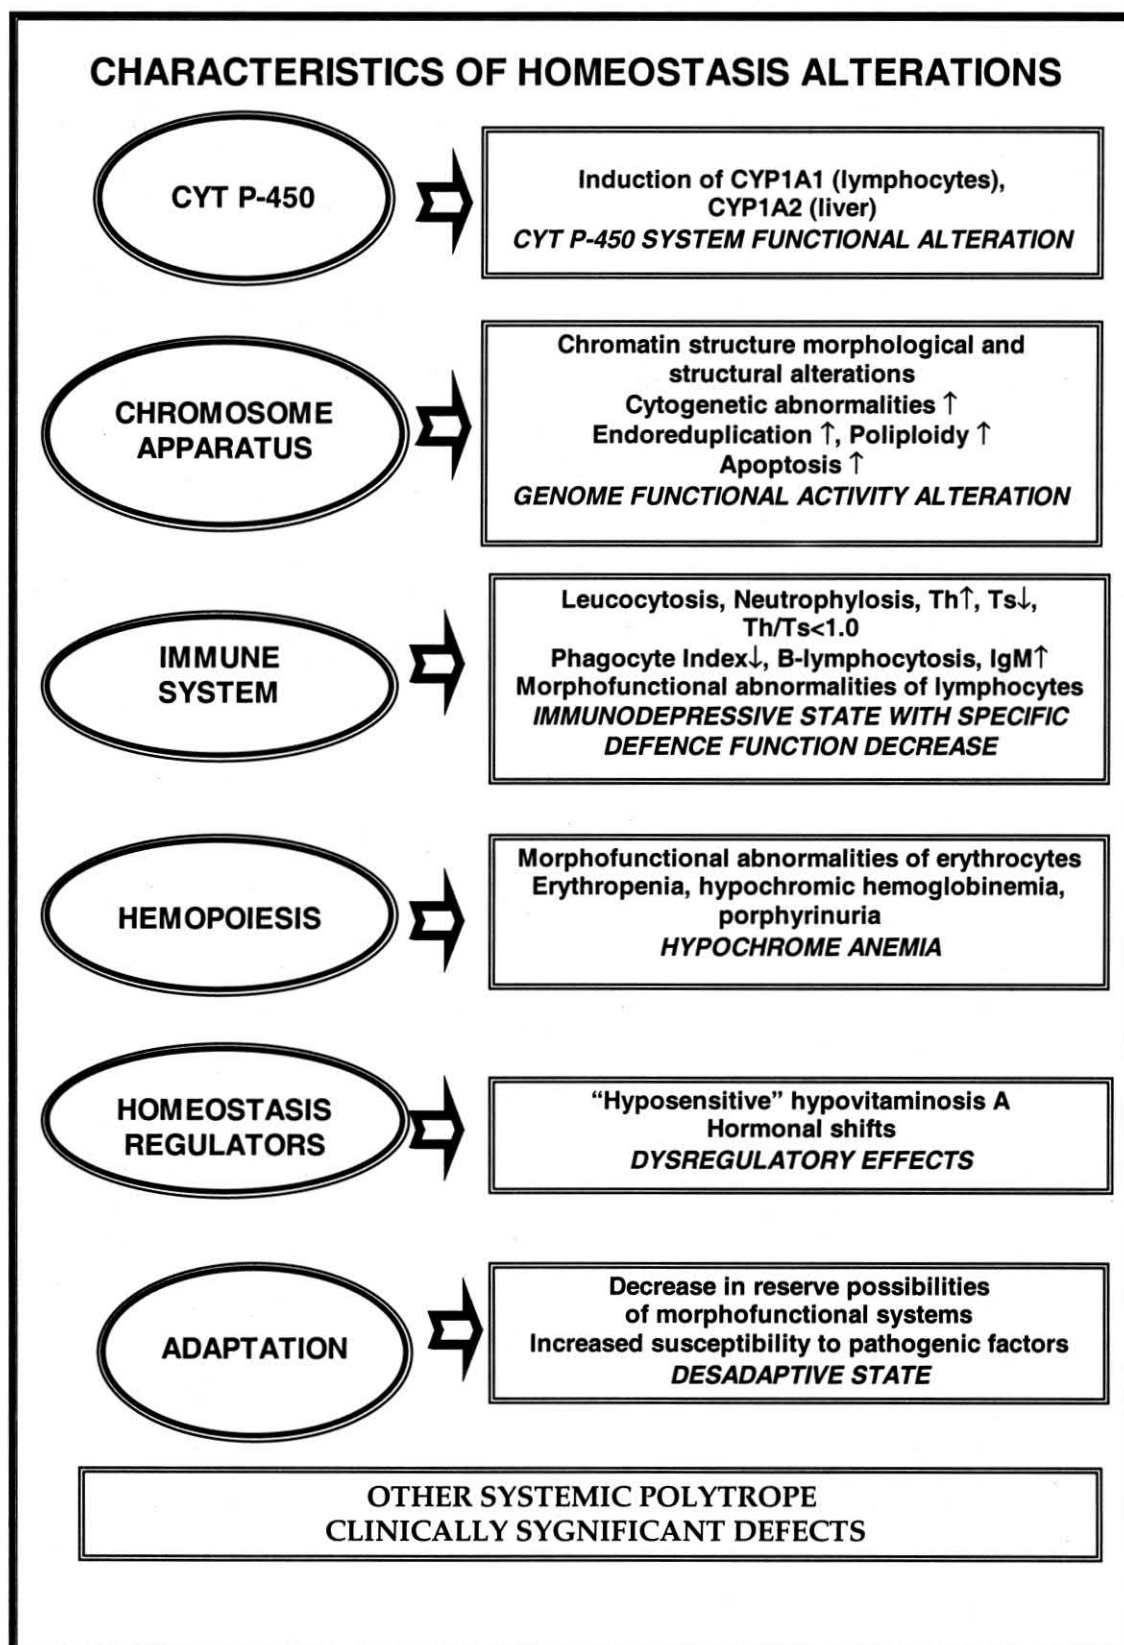 CHARACTERISTICS OF HOMEOSTASIS ALTERATIONS
CYT P-450
Induction of CYP1A1 (lymphocytes),
CYP1A2 (liver)
CYT P-450 SYSTEM FUNCTIONAL ALTERATION
CHROMOSOME
APPARATUS
Chromatin structure morphological and
structural alterations
Cytogenetic abnormalities ↑
Endoreduplication ↑, Poliploidy ↑
Apoptosis ↑
GENOME FUNCTIONAL ACTIVITY ALTERATION
IMMUNE
SYSTEM
Leucocytosis, Neutrophylosis, Th↑, Ts↓,
Th/Ts<1.0
Phagocyte Index↓, B-lymphocytosis, IgM↑
Morphofunctional abnormalities of lymphocytes
IMMUNODEPRESSIVE STATE WITH SPECIFIC
DEFENCE FUNCTION DECREASE
HEMOPOIESIS
Morphofunctional abnormalities of erythrocytes
Erythropenia, hypochromic hemoglobinemia,
porphyrinuria
HYPOCHROME ANEMIA
HOMEOSTASIS
REGULATORS
“Hyposensitive” hypovitaminosis A
Hormonal shifts
DYSREGULATORY EFFECTS
ADAPTATION
Decrease in reserve possibilities
of morphofunctional systems
Increased susceptibility to pathogenic factors
DESADAPTIVE STATE
OTHER SYSTEMIC POLYTROPE
CLINICALLY SYGNIFICANT DEFECTS